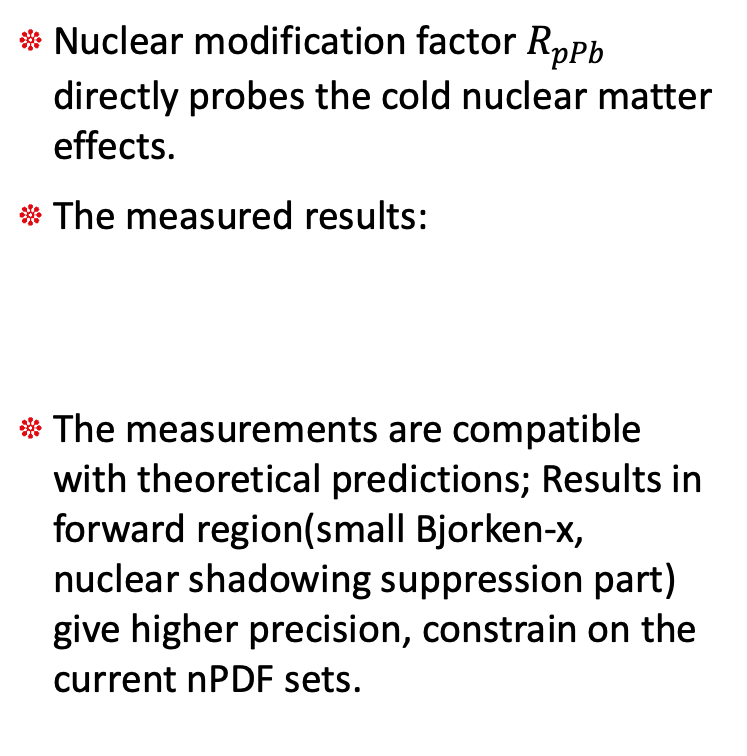 Nuclear modification factor R_{pPb}
directly probes the cold nuclear matter
effects.
The measured results:
The measurements are compatible
with theoretical predictions; Results in
forward region(small Bjorken-x,
nuclear shadowing suppression part)
give higher precision, constrain on the
current nPDF sets.